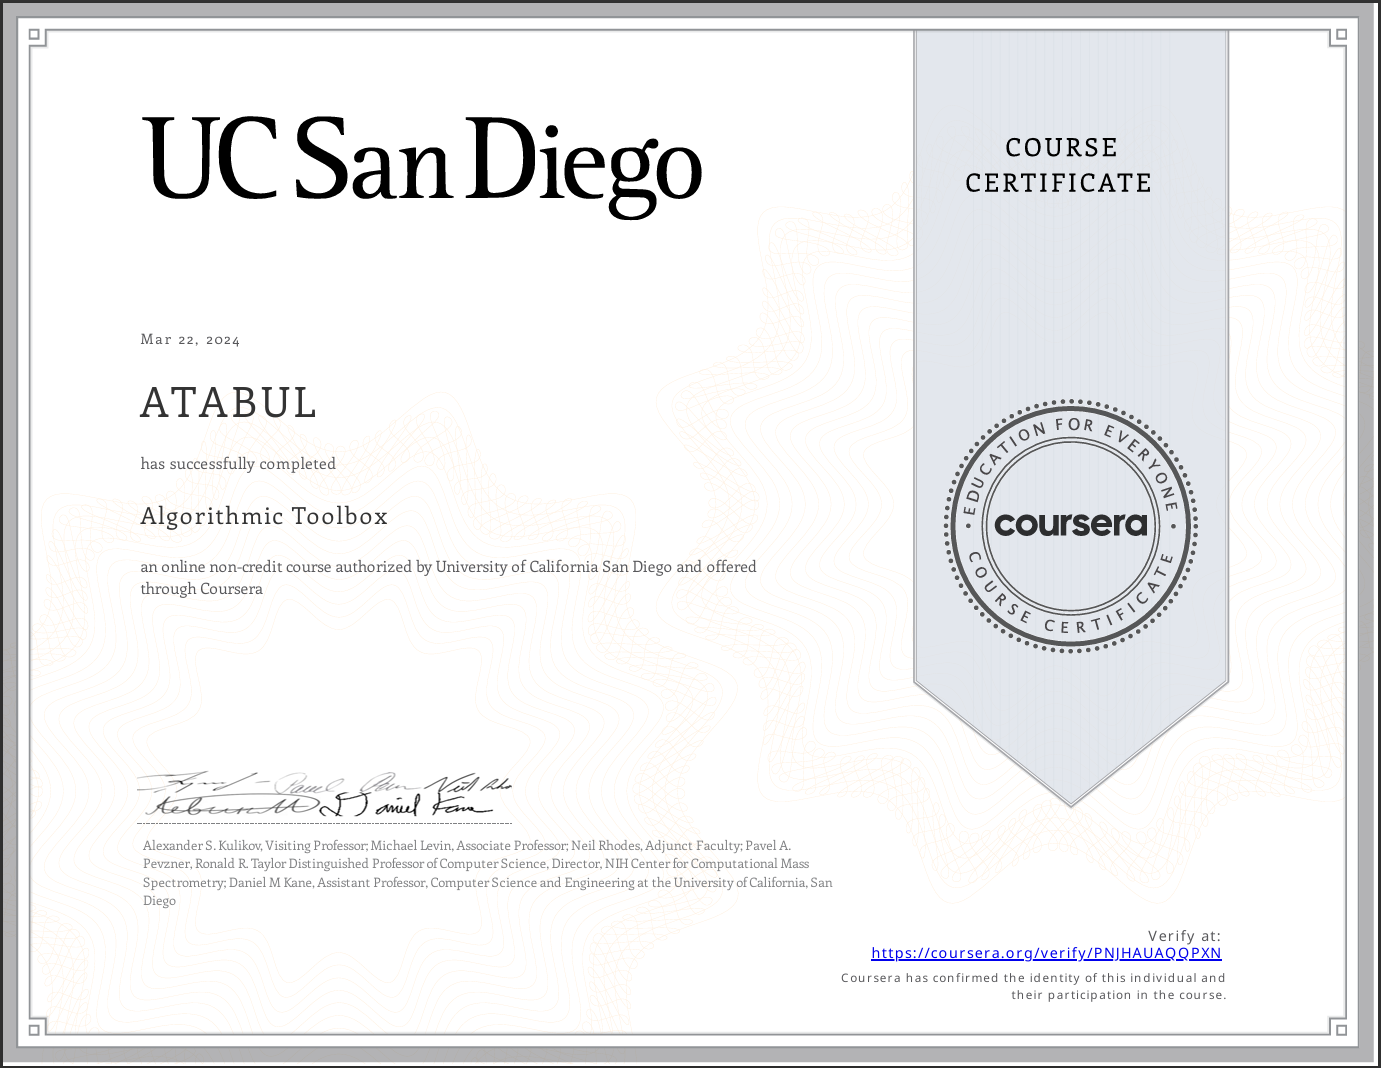 UC San Diego
COURSE
CERTIFICATE
Mar 22, 2024
ATABUL
has successfully completed
Algorithmic Toolbox
an online non-credit course authorized by University of California San Diego and offered
through Coursera
EDUCATION FOR EVERYONE
coursera
COURSE CERTIFICATE
Alexander S. Kulikov, Visiting Professor; Michael Levin, Associate Professor; Neil Rhodes, Adjunct Faculty; Pavel A.
Pevzner, Ronald R. Taylor Distinguished Professor of Computer Science, Director, NIH Center for Computational Mass
Spectrometry; Daniel M Kane, Assistant Professor, Computer Science and Engineering at the University of California, San
Diego
Verify at:
https://coursera.org/verify/PNJHAUAQQPXN
Coursera has confirmed the identity of this individual and
their participation in the course.